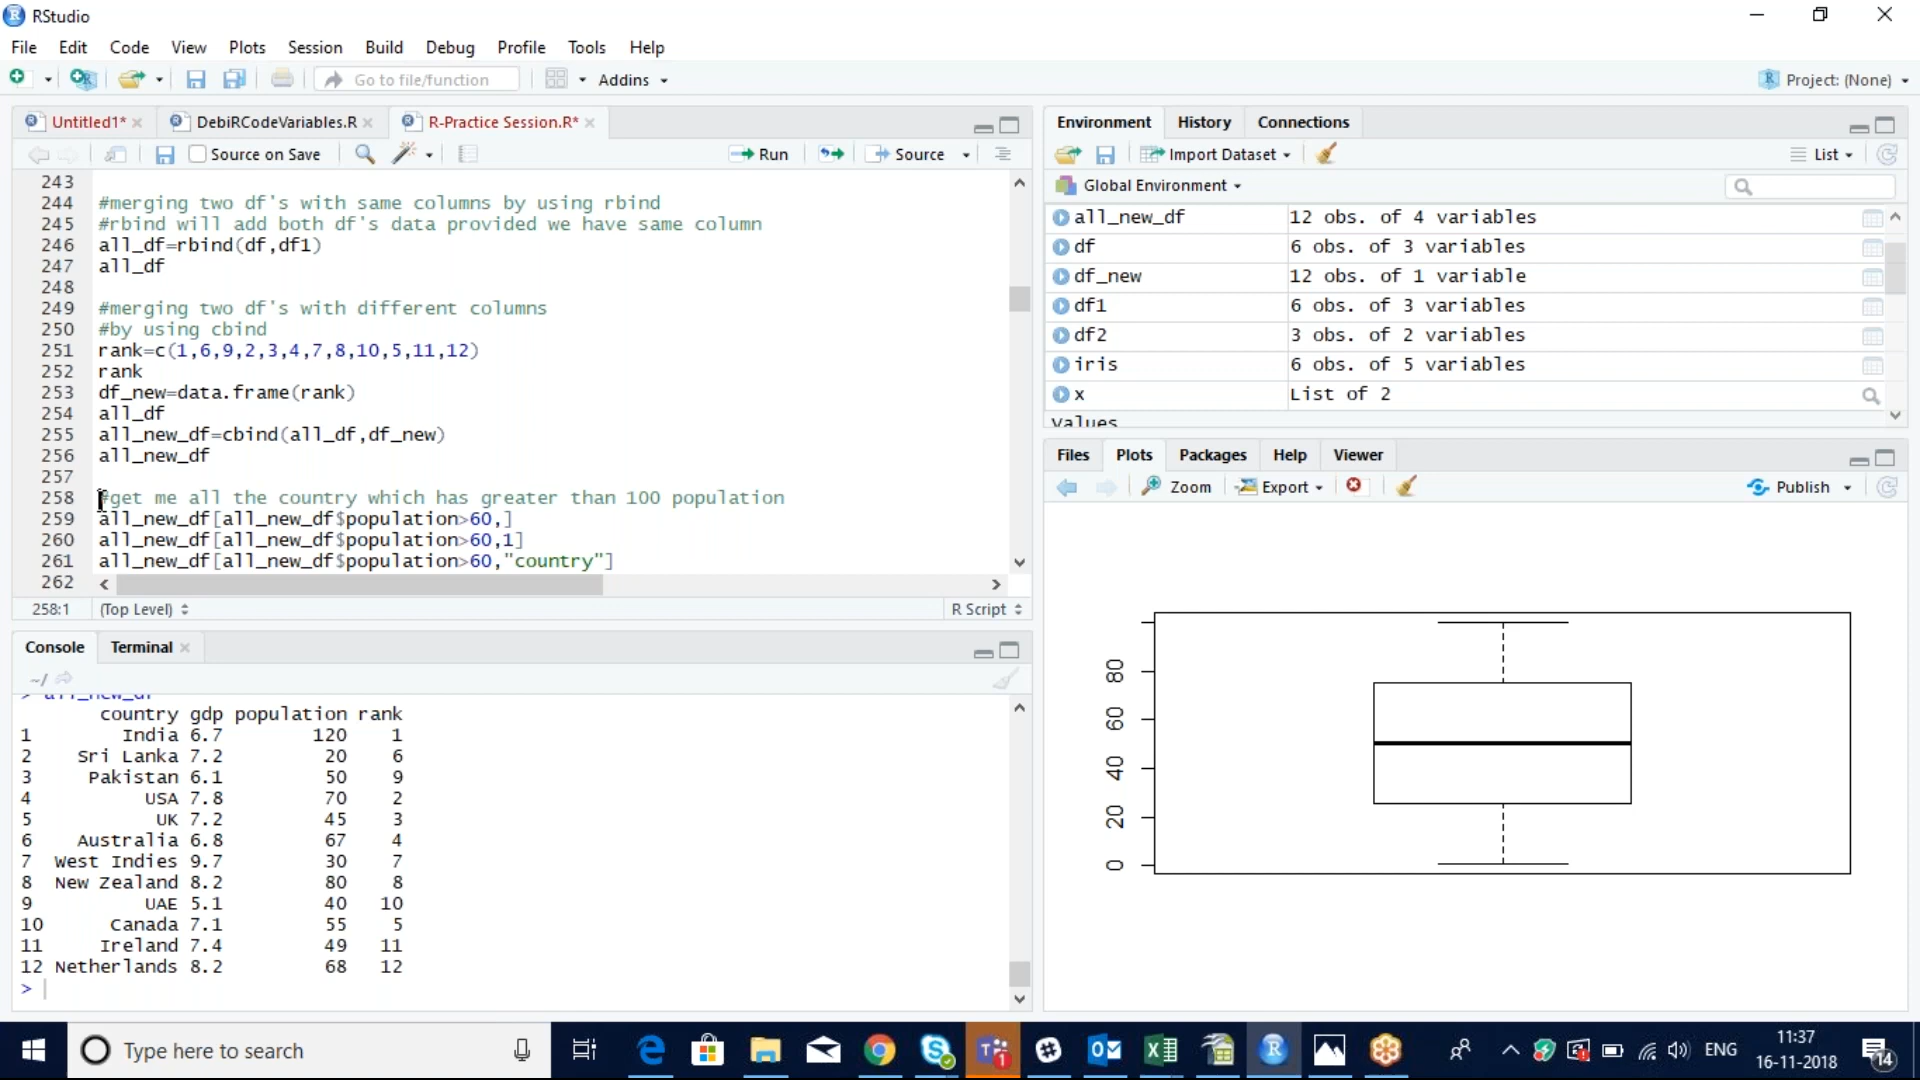 RStudio
File Edit Code View Plots Session Build Debug Profile Tools Help
Go to file/function Addins Project: (None)
Untitled1* DebiRCodeVariables.R R-Practice Session.R*
Source on Save Run Source
243
244 #merging two df's with same columns by using rbind
245 #rbind will add both df's data provided we have same column
246 all_df=rbind(df,df1)
247 all_df
248
249 #merging two df's with different columns
250 #by using cbind
251 rank=c(1,6,9,2,3,4,7,8,10,5,11,12)
252 rank
253 df_new=data.frame(rank)
254 all_df
255 all_new_df=cbind(all_df,df_new)
256 all_new_df
257
258 #get me all the country which has greater than 100 population
259 all_new_df[all_new_df$population>60,]
260 all_new_df[all_new_df$population>60,1]
261 all_new_df[all_new_df$population>60,"country"]
262
258:1 (Top Level) R Script
Console Terminal
~/
> all_new_df
country gdp population rank
1 India 6.7 120 1
2 Sri Lanka 7.2 20 6
3 Pakistan 6.1 50 9
4 USA 7.8 70 2
5 UK 7.2 45 3
6 Australia 6.8 67 4
7 West Indies 9.7 30 7
8 New Zealand 8.2 80 8
9 UAE 5.1 40 10
10 Canada 7.1 55 5
11 Ireland 7.4 49 11
12 Netherlands 8.2 68 12
>
Environment History Connections
Import Dataset List
Global Environment
all_new_df 12 obs. of 4 variables
df 6 obs. of 3 variables
df_new 12 obs. of 1 variable
df1 6 obs. of 3 variables
df2 3 obs. of 2 variables
iris 6 obs. of 5 variables
x List of 2
Values
Files Plots Packages Help Viewer
Zoom Export Publish
80
60
40
20
0
Type here to search
ENG
11:37
16-11-2018
14